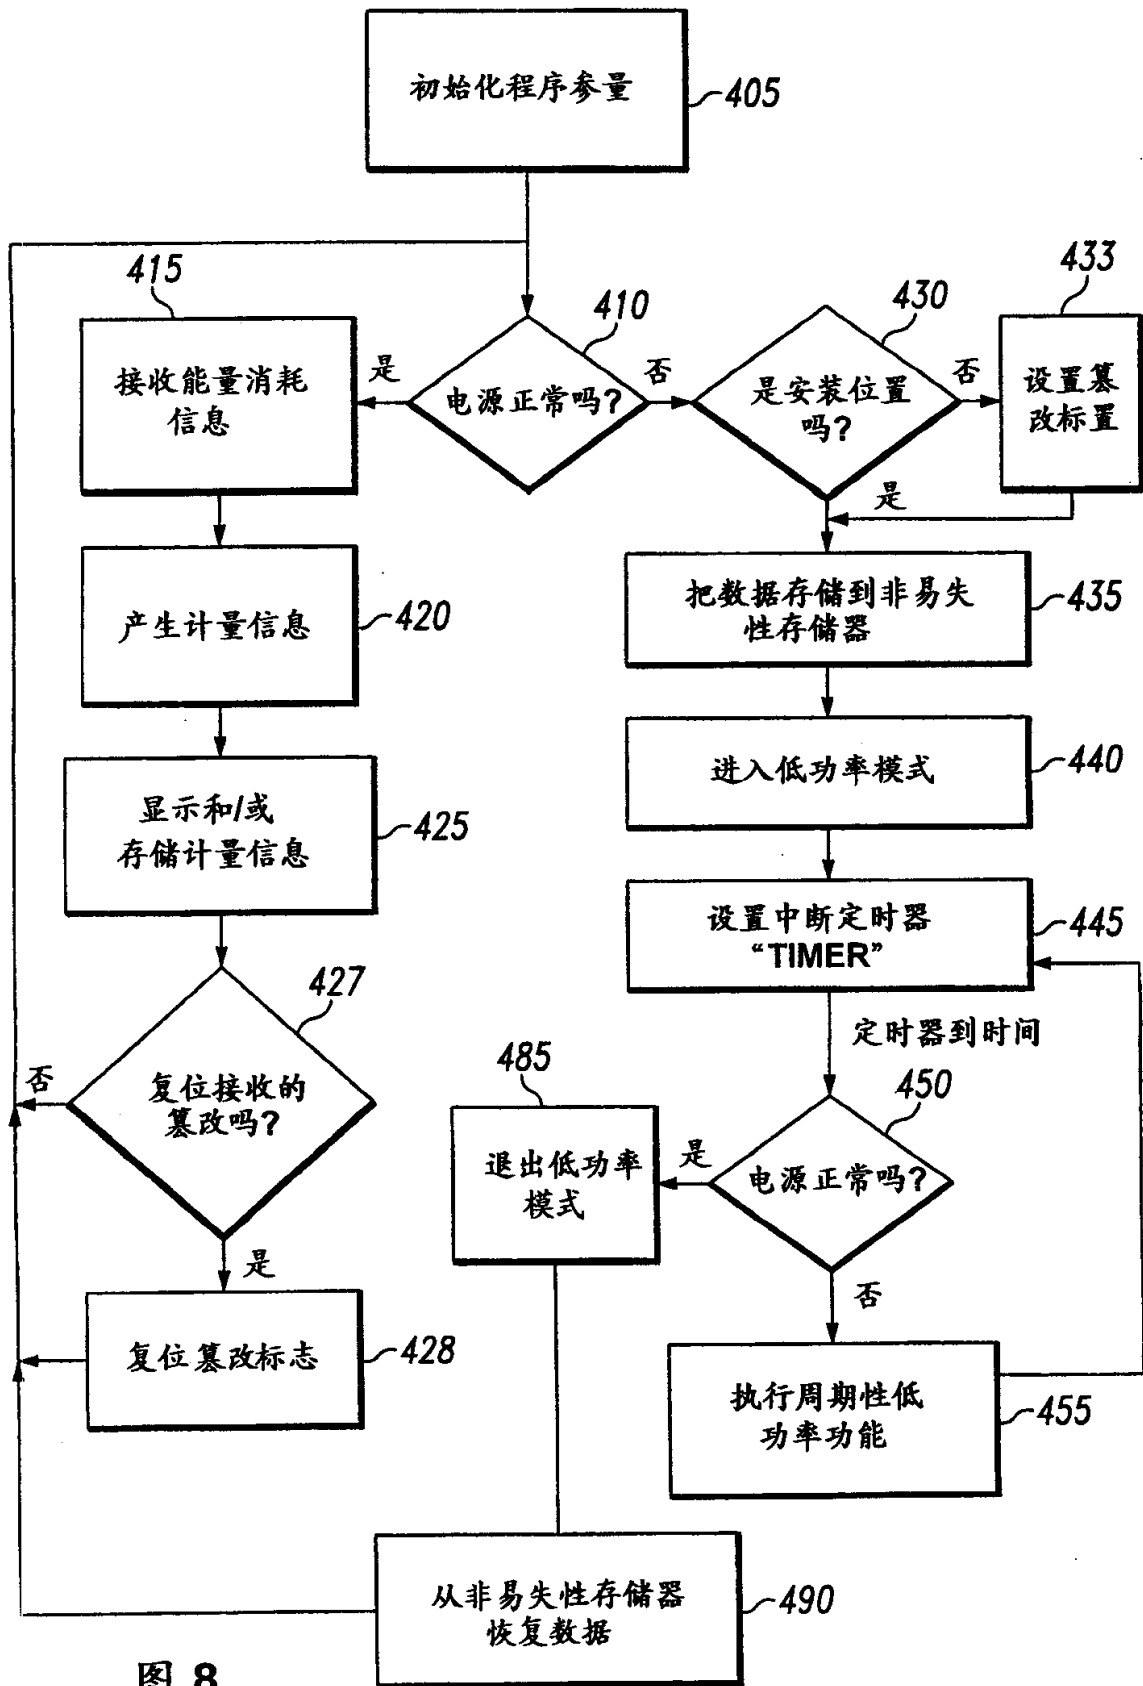 初始化程序参量
405
415
410
430
433
接收能量消耗
信息
是
电源正常吗?
否
是安装位置
吗?
否
设置篡
改标置
是
产生计量信息
420
把数据存储到非易失
性存储器
435
进入低功率模式
440
显示和/或
存储计量信息
425
设置中断定时器
“TIMER”
445
定时器到时间
427
否
复位接收的
篡改吗?
485
450
退出低功率
模式
是
电源正常吗?
是
否
复位篡改标志
428
执行周期性低
功率功能
455
从非易失性存储器
恢复数据
490
图 8